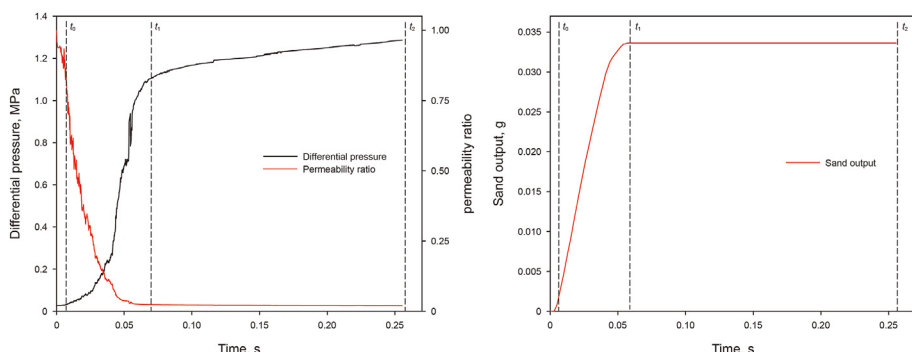 t₀
t₁
t₂
1.4
1.2
1.0
0.8
0.6
0.4
0.2
0
Differential pressure, MPa
1.00
0.75
0.50
0.25
0
permeability ratio
Differential pressure
Permeability ratio
0
0.05
0.10
0.15
0.20
0.25
Time, s
t₀
t₁
t₂
0.035
0.030
0.025
0.020
0.015
0.010
0.005
0
Sand output, g
Sand output
0
0.05
0.10
0.15
0.20
0.25
Time, s